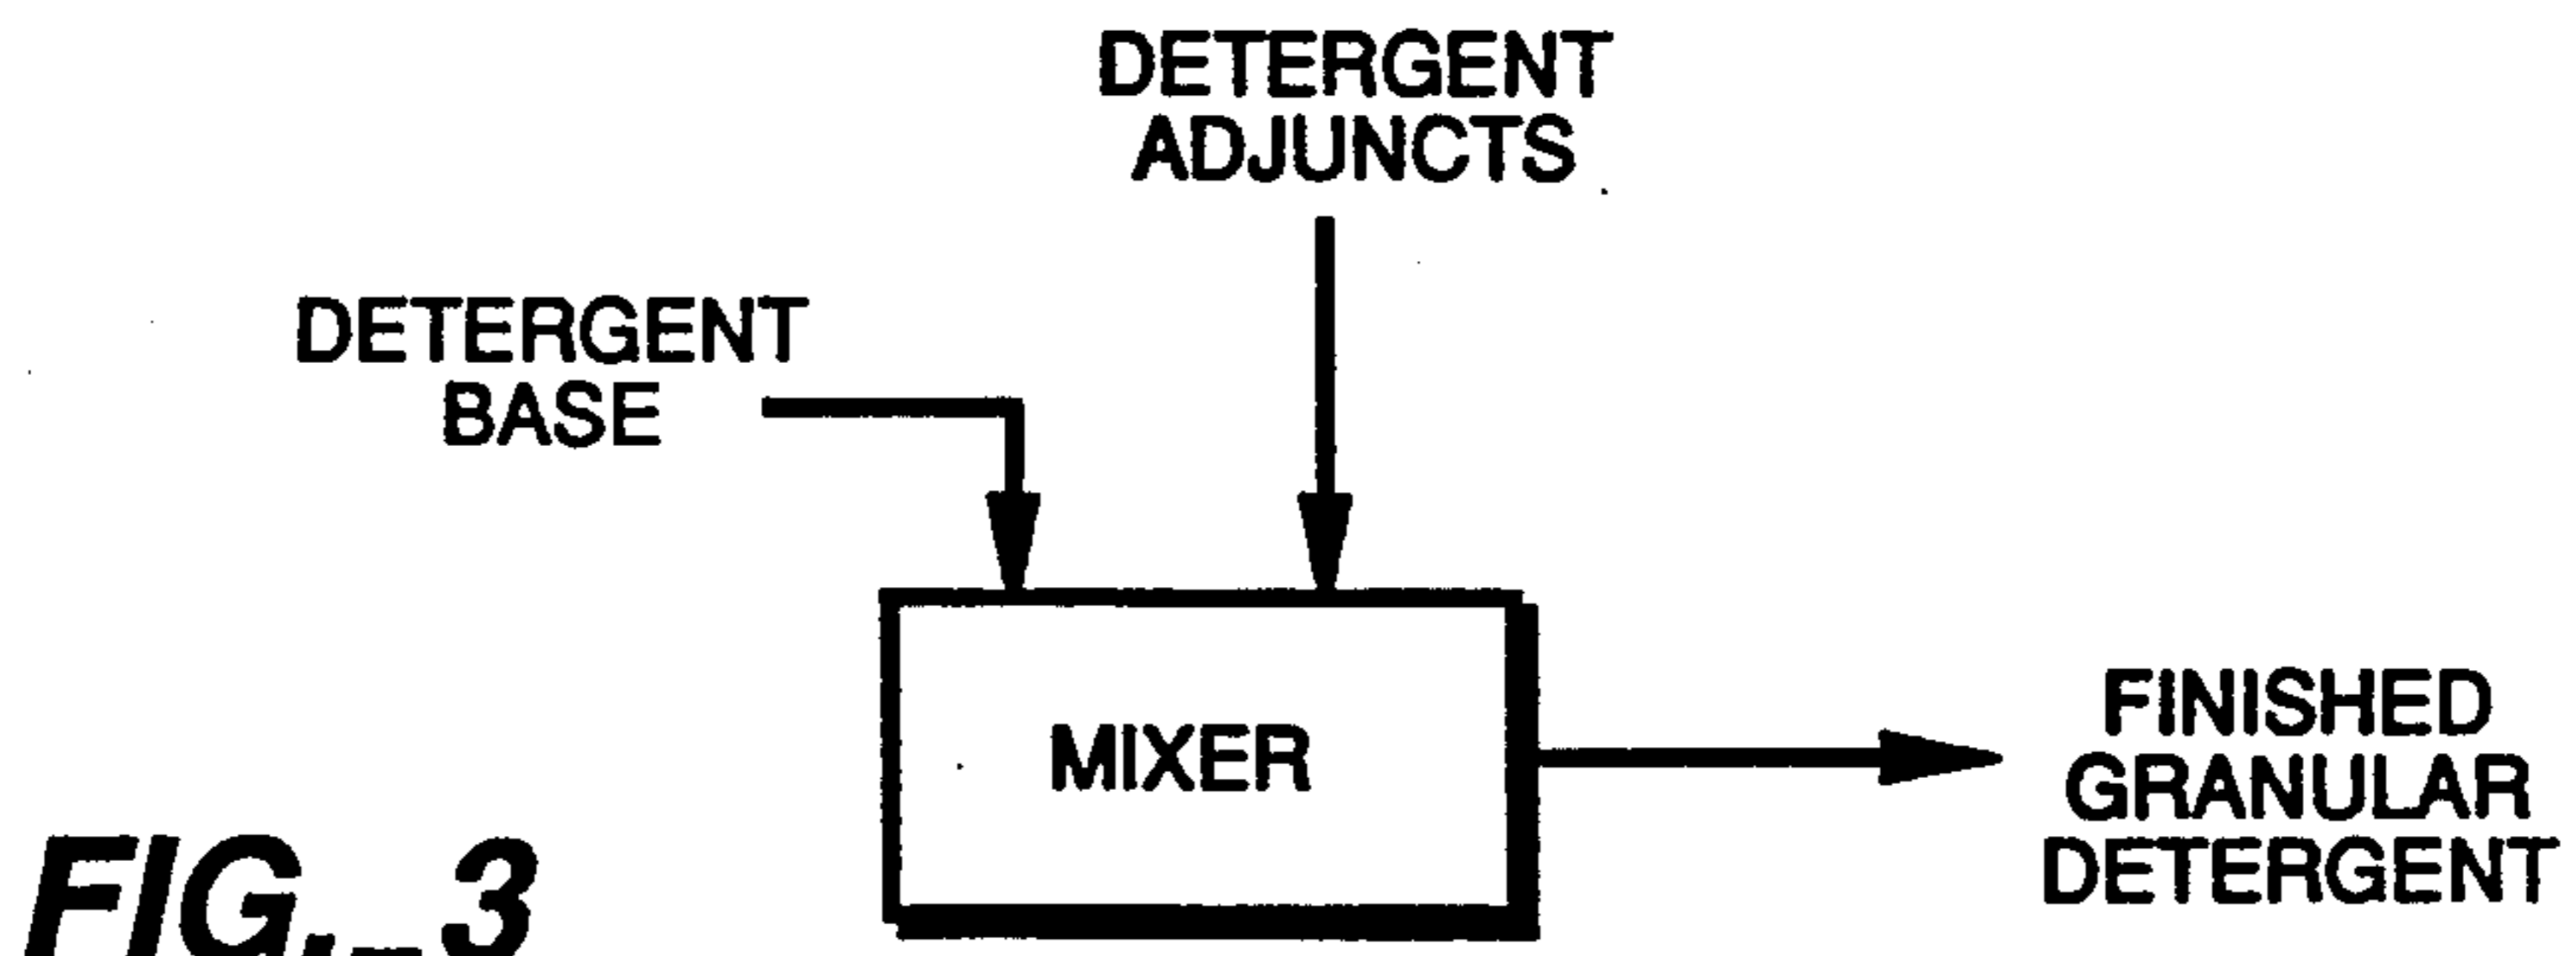 DETERGENT
ADJUNCTS
DETERGENT
BASE
MIXER
FINISHED
GRANULAR
DETERGENT
FIG._3